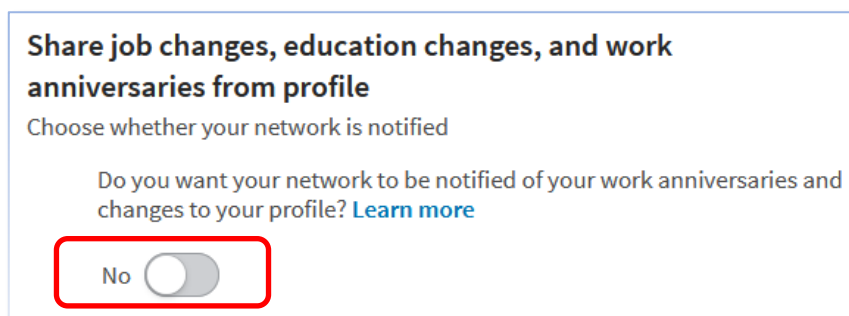 Share job changes, education changes, and work
anniversaries from profile
Choose whether your network is notified
Do you want your network to be notified of your work anniversaries and
changes to your profile? Learn more
No